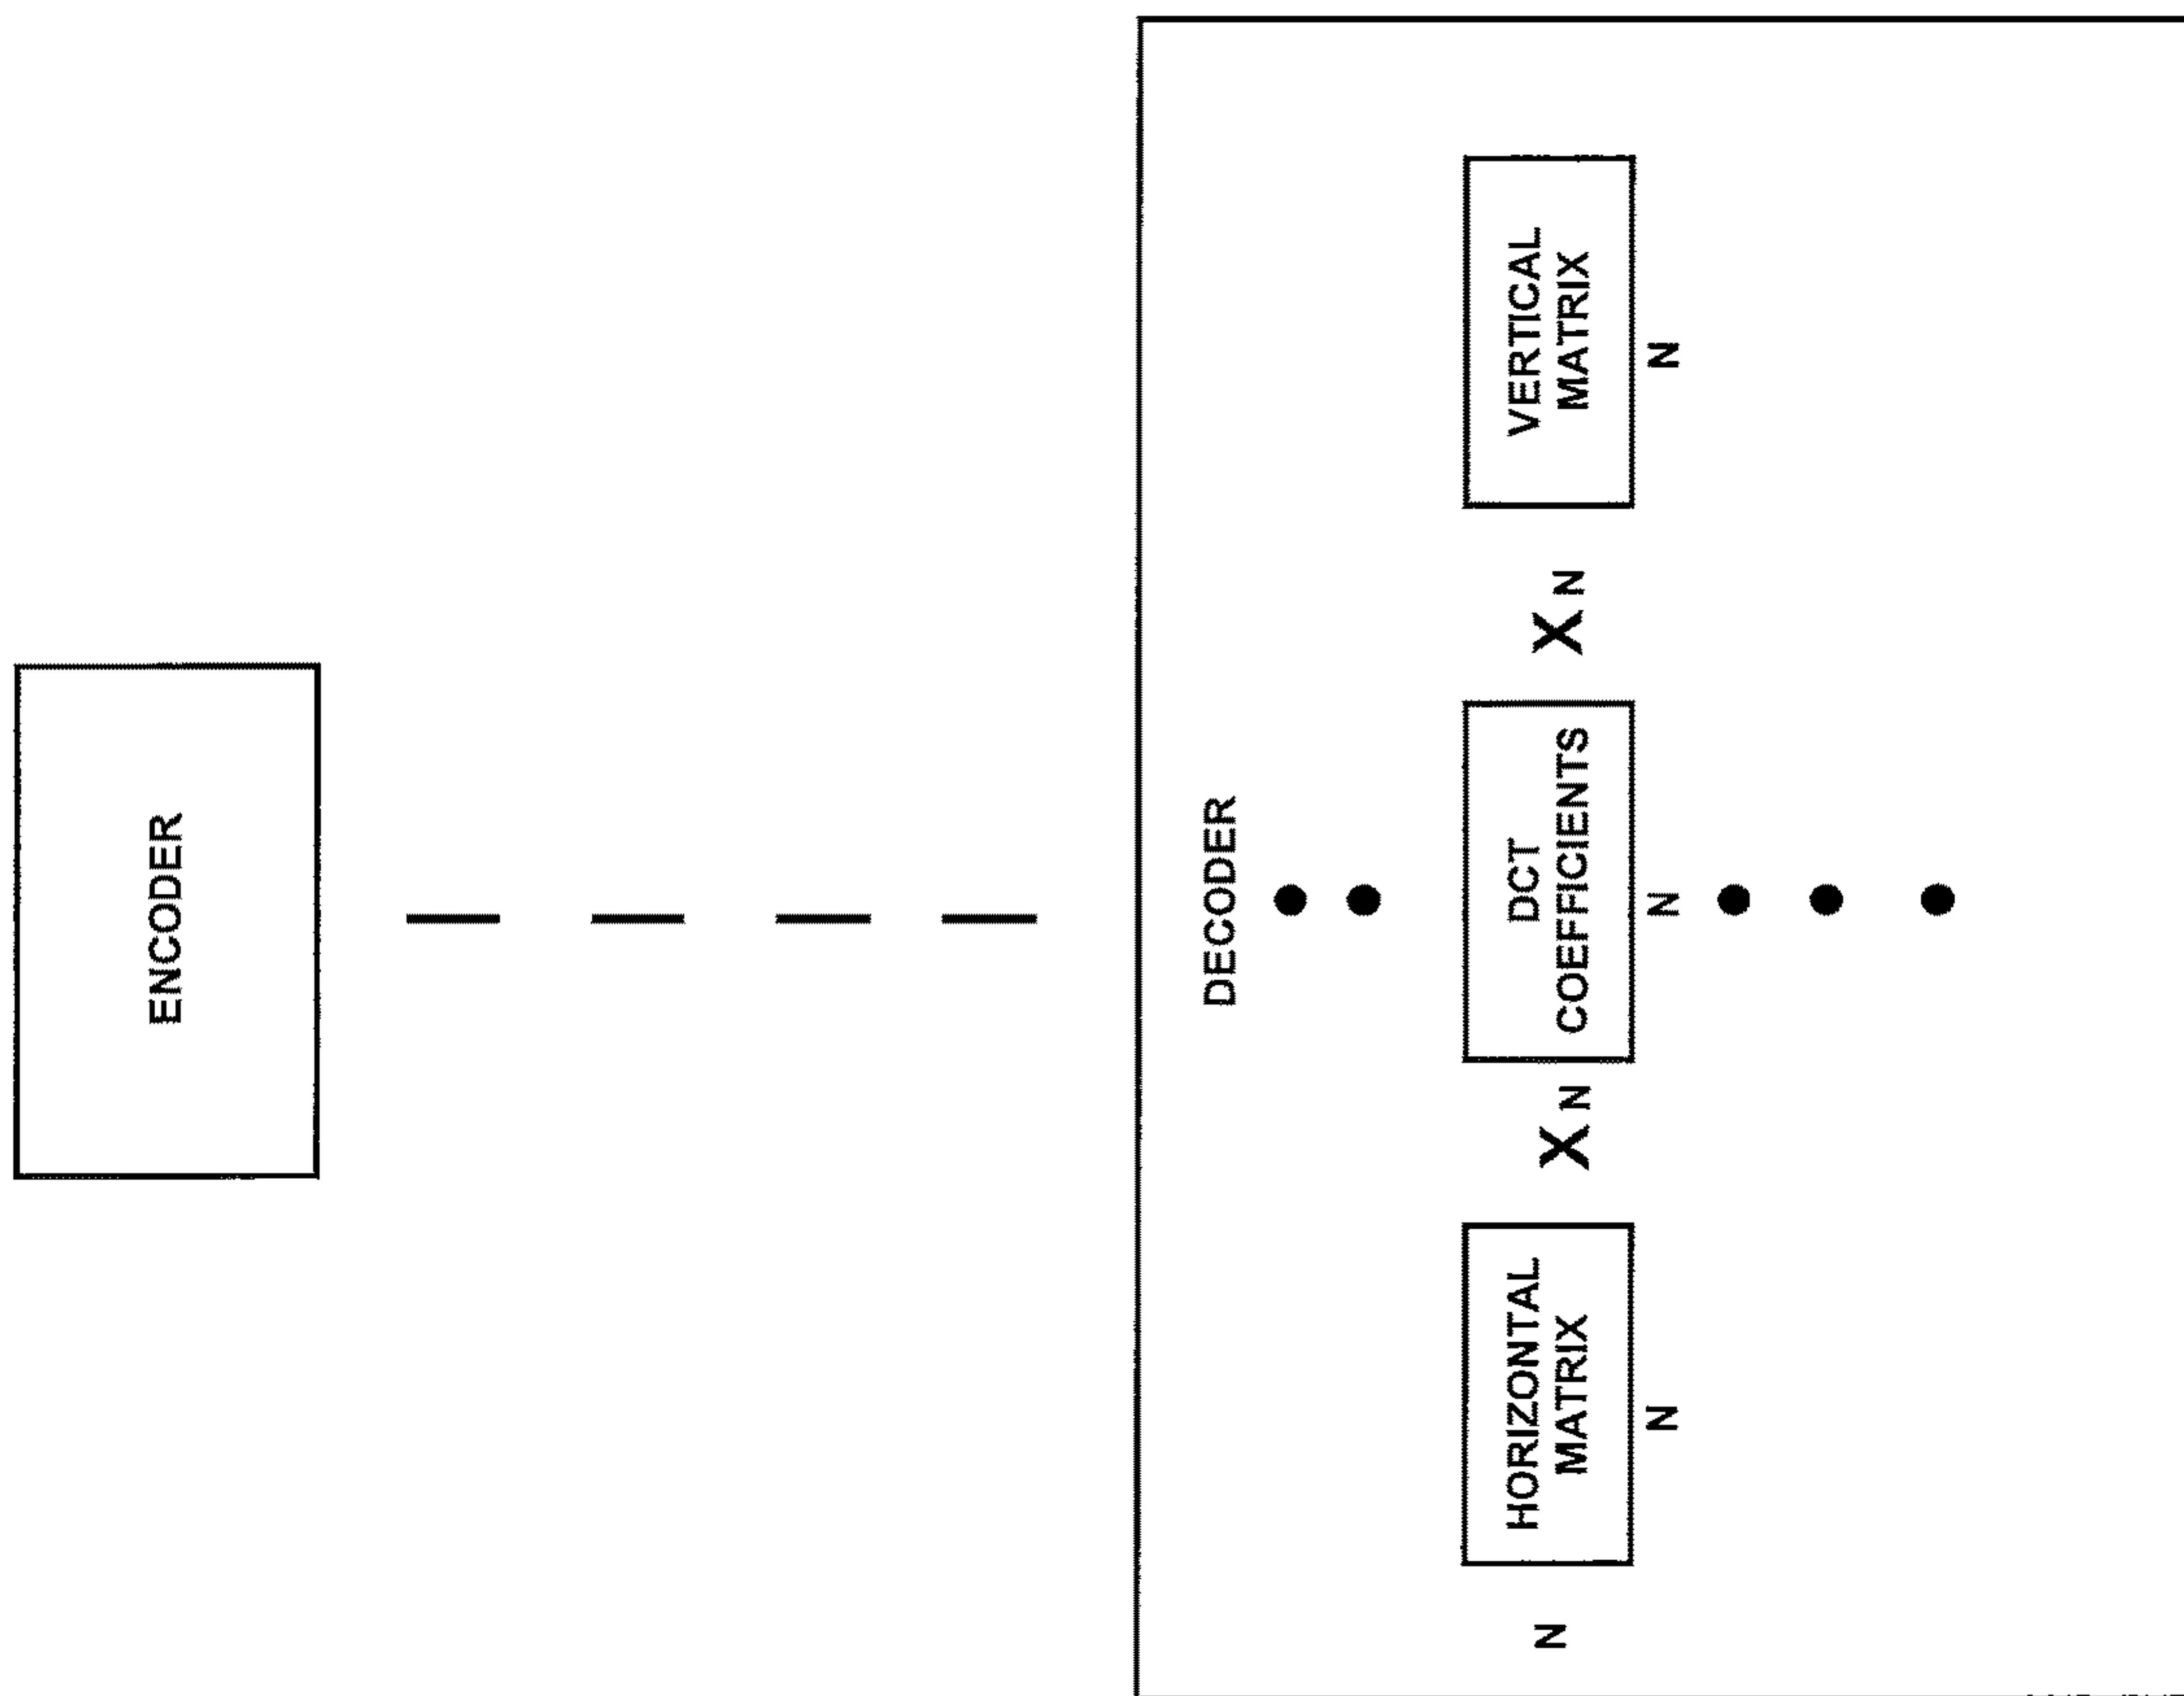 ENCODER
DECODER
N
HORIZONTAL
MATRIX
N
X
N
DCT
COEFFICIENTS
N
X
N
VERTICAL
MATRIX
N